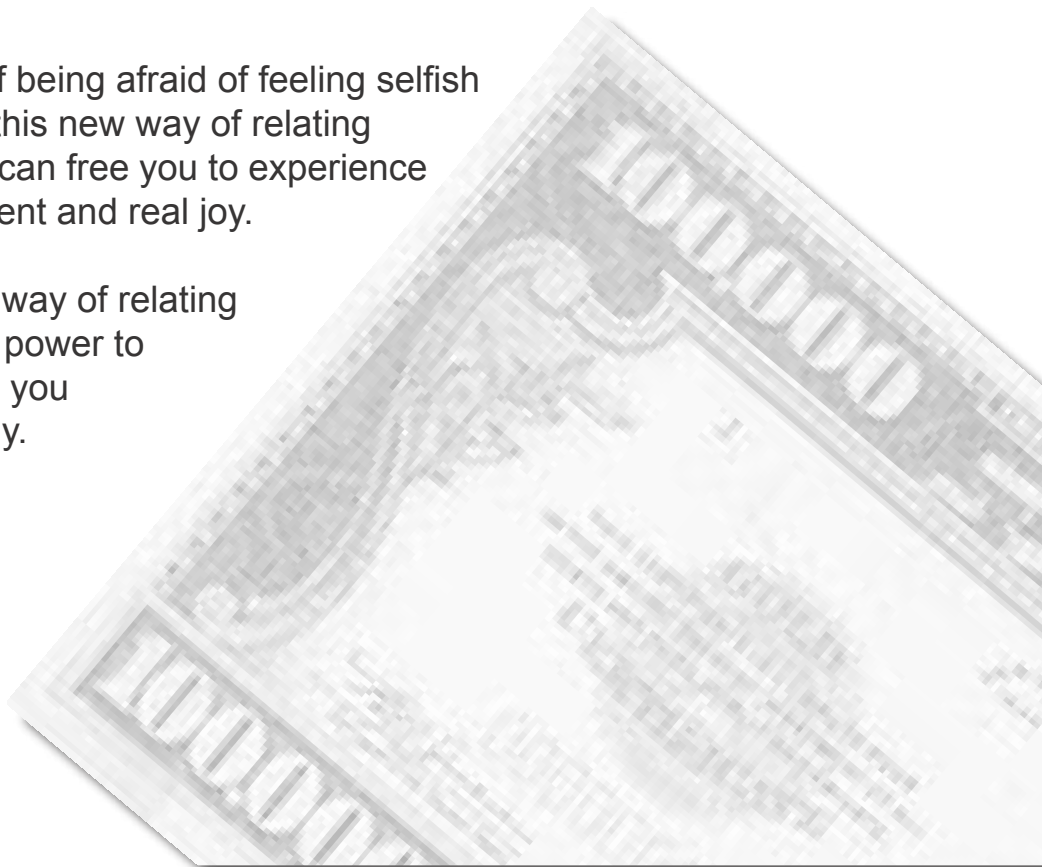 f being afraid of feeling selfish
this new way of relating
can free you to experience
ent and real joy.
way of relating
power to
you
y.
100000